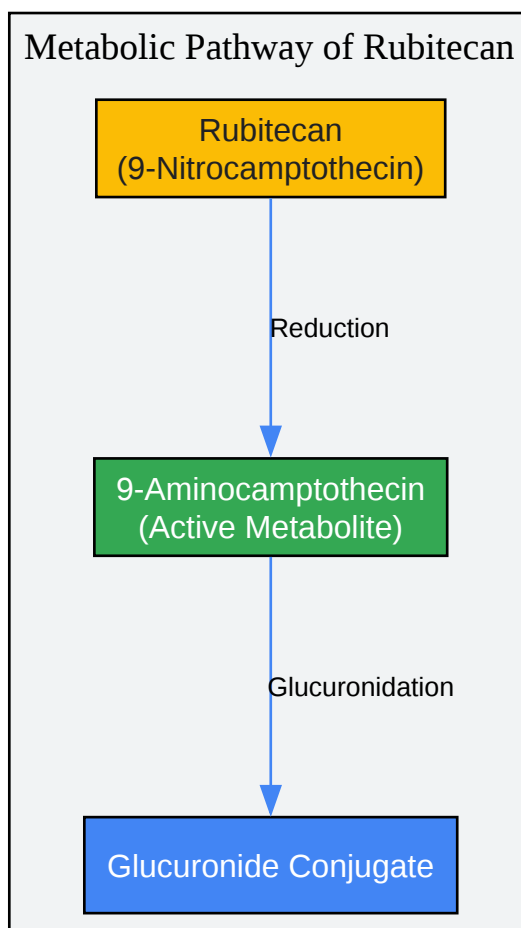 Metabolic Pathway of Rubitecan
Rubitecan
(9-Nitrocamptothecin)
Reduction
9-Aminocamptothecin
(Active Metabolite)
Glucuronidation
Glucuronide Conjugate